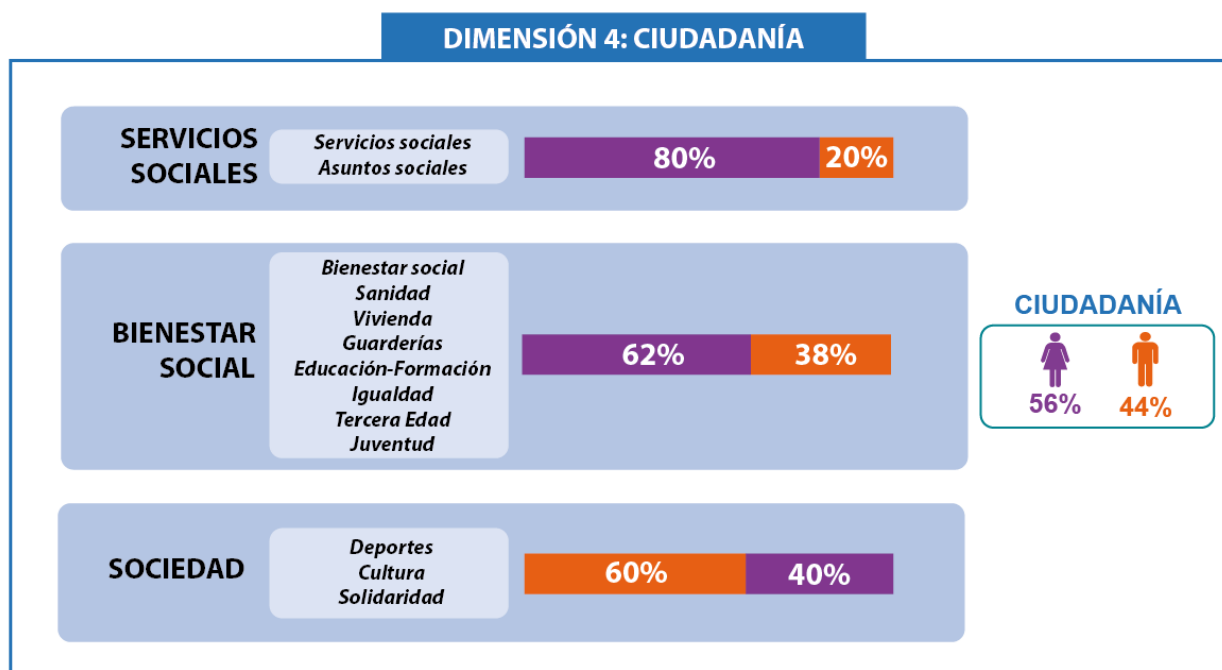 DIMENSIÓN 4: CIUDADANÍA
SERVICIOS
SOCIALES
Servicios sociales
Asuntos sociales
80%
20%
BIENESTAR
SOCIAL
Bienestar social
Sanidad
Vivienda
Guarderías
Educación-Formación
Igualdad
Tercera Edad
Juventud
62%
38%
CIUDADANÍA
56%
44%
SOCIEDAD
Deportes
Cultura
Solidaridad
60%
40%